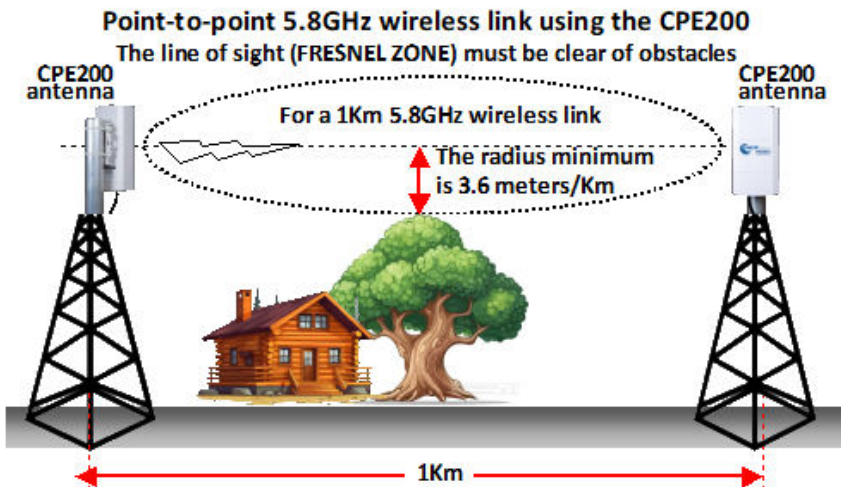 Point-to-point 5.8GHz wireless link using the CPE200
The line of sight (FRESNEL ZONE) must be clear of obstacles
CPE200
antenna
CPE200
antenna
For a 1Km 5.8GHz wireless link
The radius minimum
is 3.6 meters/Km
1Km